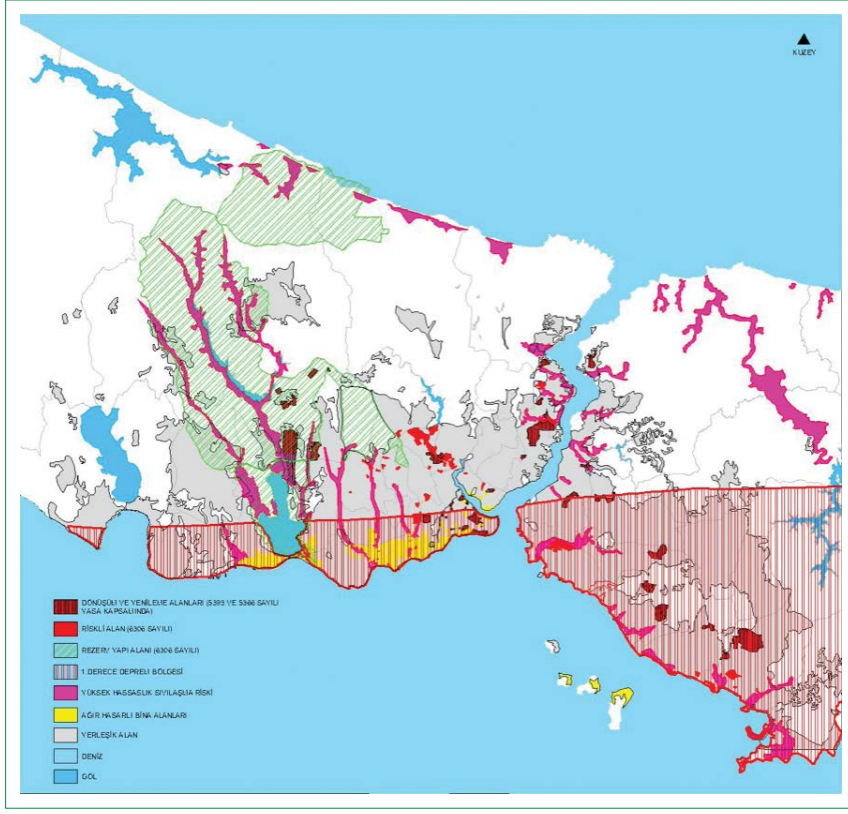 KUZEY
DÖNÜŞÜM VE YENİLEME ALANLARI (5393 VE 5366 SAYILI
YASA KAPSAMINDA)
RİSKLİ ALAN (6306 SAYILI)
REZERV YAPI ALANI (6306 SAYILI)
1. DERECE DEPREM BÖLGESİ
YÜKSEK HASSASLIK SIVILAŞMA RİSKİ
AĞIR HASARLI BİNA ALANLARI
YERLEŞİK ALAN
DENİZ
GÖL